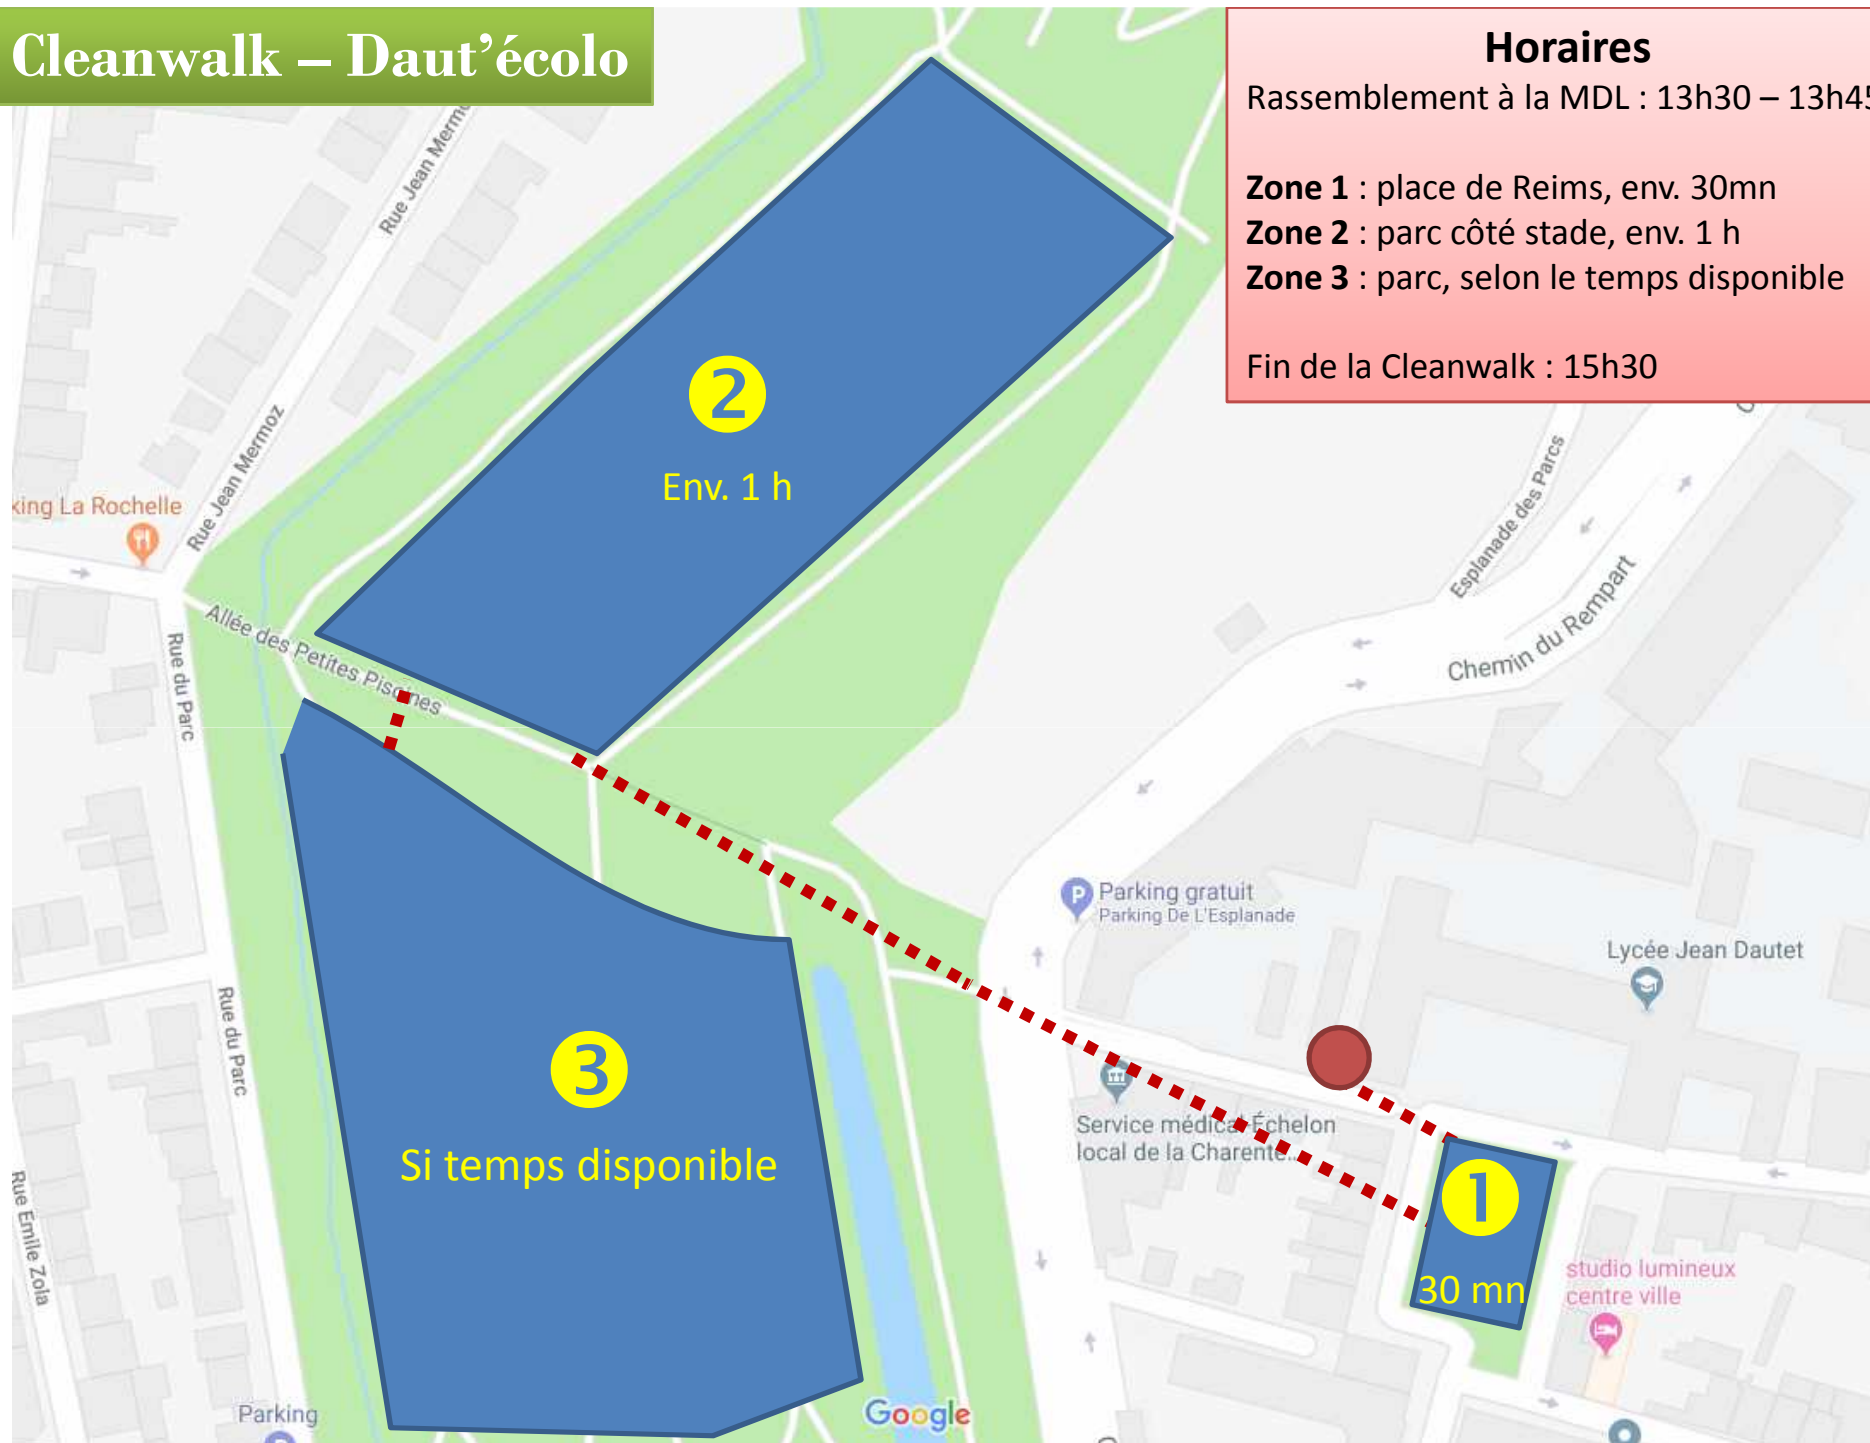 Cleanwalk – Daut'écolo
Horaires
Rassemblement à la MDL : 13h30 – 13h45
Zone 1 : place de Reims, env. 30mn
Zone 2 : parc côté stade, env. 1 h
Zone 3 : parc, selon le temps disponible
Fin de la Cleanwalk : 15h30
Rue Jean Mermoz
2
Env. 1 h
king La Rochelle
Rue Jean Mermoz
Esplanade des Parcs
Chemin du Rempart
Allée des Petites Piscines
Rue du Parc
P Parking gratuit
Parking De L'Esplanade
Lycée Jean Dautet
Rue du Parc
3
Si temps disponible
Service médical Échelon
local de la Charente...
1
30 mn
Rue Emile Zola
studio lumineux
centre ville
Parking
Google